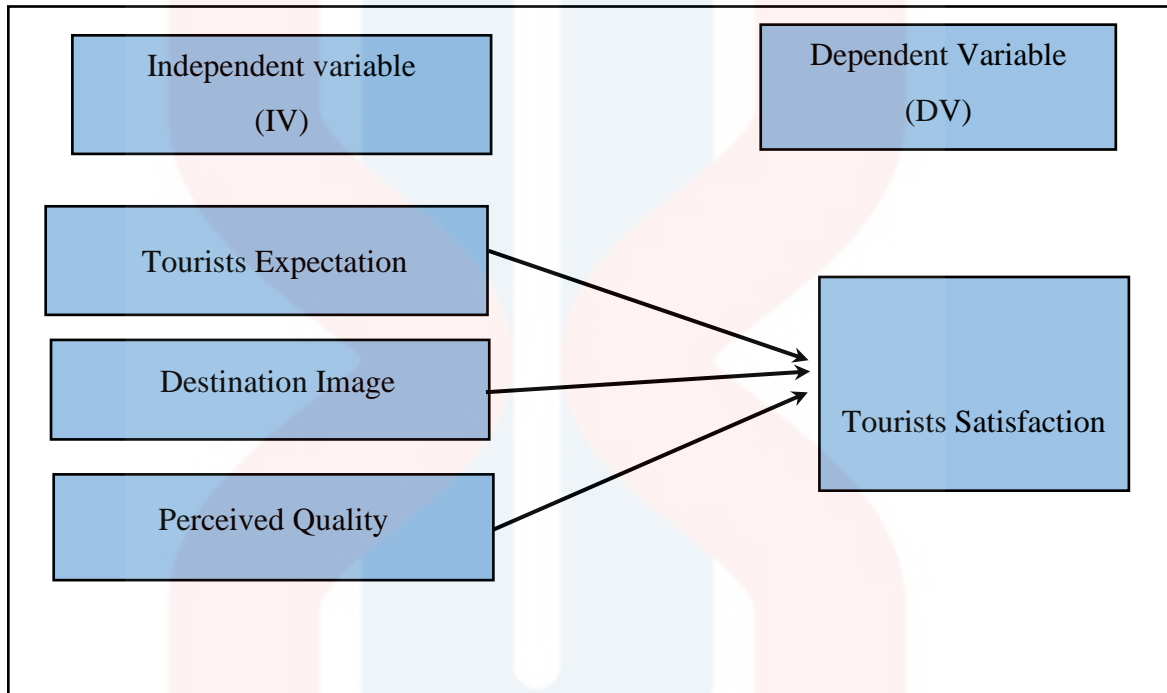 Independent variable
(IV)
Dependent Variable
(DV)
Tourists Expectation
Destination Image
Tourists Satisfaction
Perceived Quality